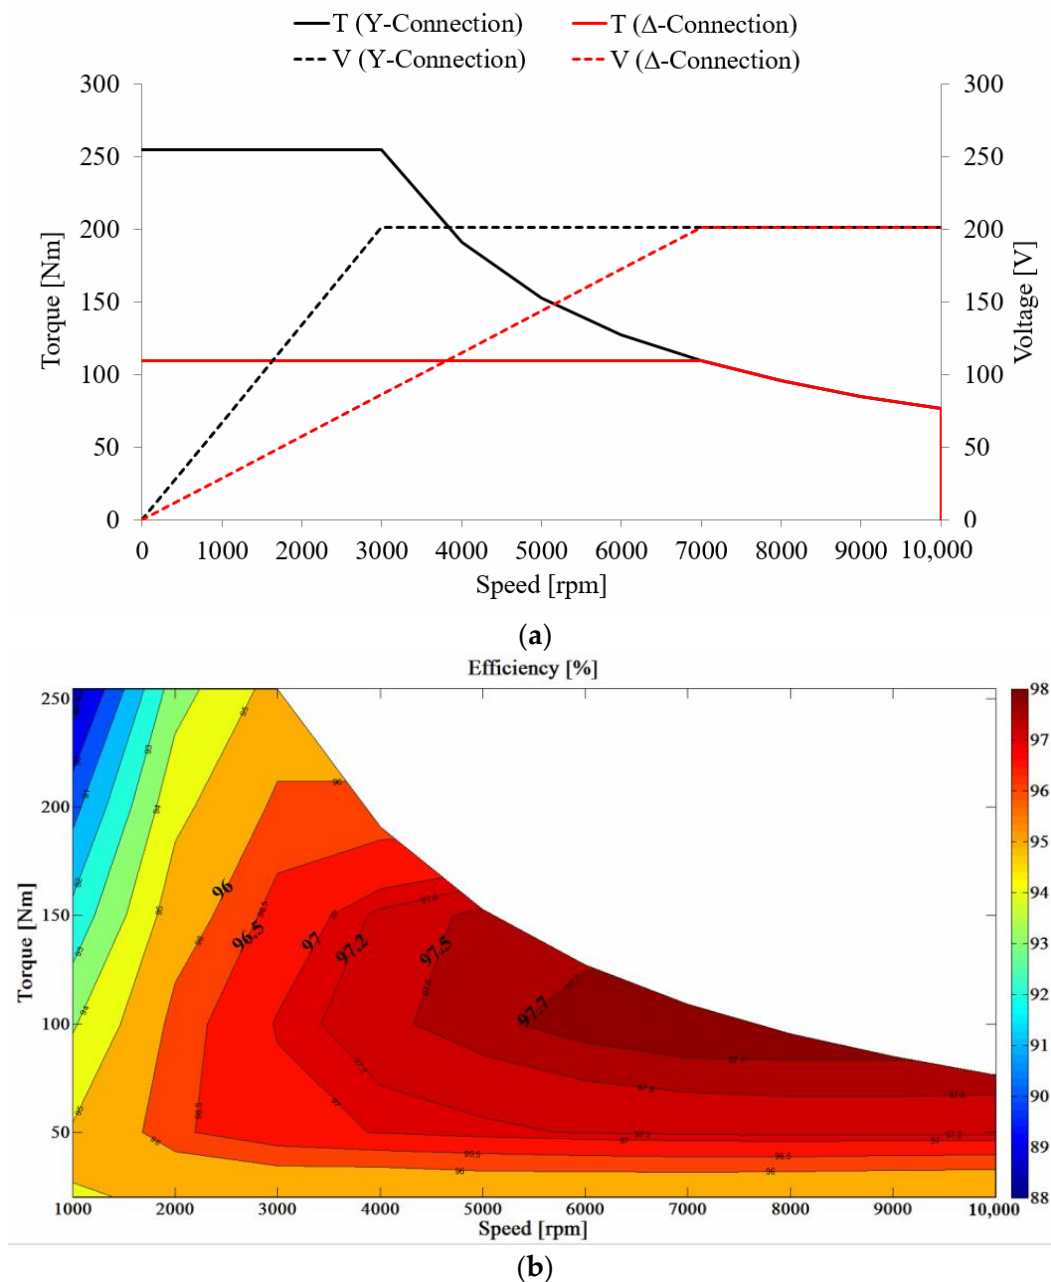 T (Y-Connection) T (Δ-Connection)
V (Y-Connection) V (Δ-Connection)
300 300
250 250
200 200
150 150
100 100
50 50
0 0
Torque [Nm]
Voltage [V]
0 1000 2000 3000 4000 5000 6000 7000 8000 9000 10,000
Speed [rpm]
(a)
Efficiency [%]
250
200
150
100
50
Torque [Nm]
96
96.5
97
97.2
97.5
97.7
98
97
96
95
94
93
92
91
90
89
88
1000 2000 3000 4000 5000 6000 7000 8000 9000 10,000
Speed [rpm]
(b)